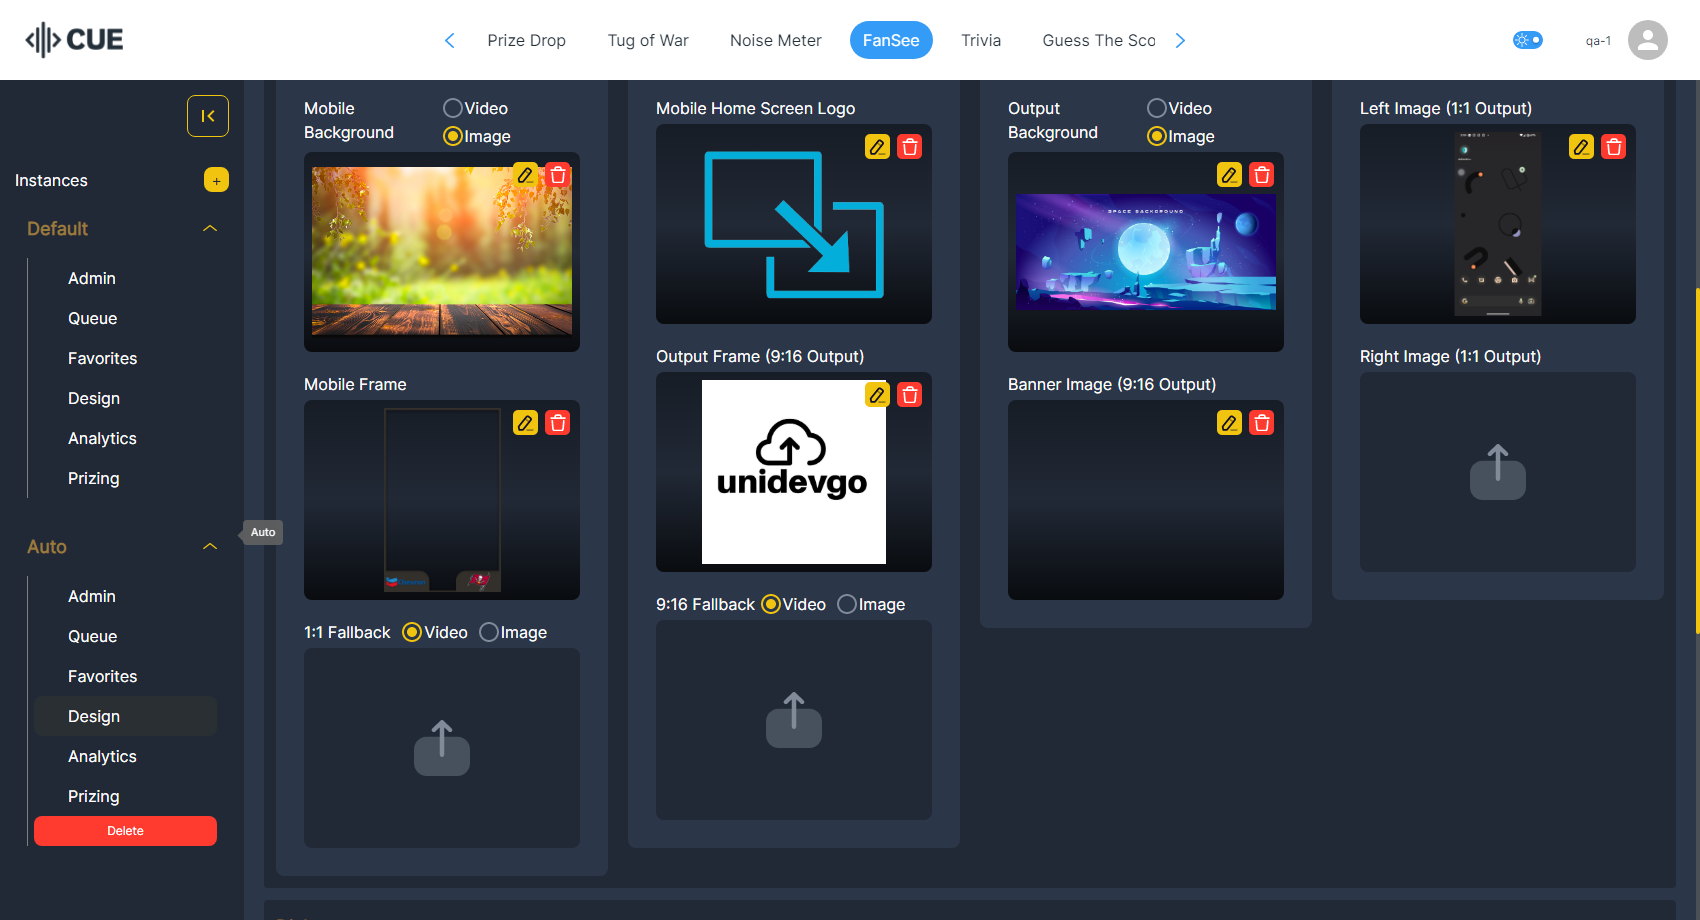 CUE
Prize Drop
Tug of War
Noise Meter
FanSee
Trivia
Guess The Sco
qa-1
Instances
+
Default
Admin
Queue
Favorites
Design
Analytics
Prizing
Auto
Auto
Admin
Queue
Favorites
Design
Analytics
Prizing
Delete
Mobile
Background
Video
Image
Mobile Frame
1:1 Fallback
Video
Image
Mobile Home Screen Logo
Output Frame (9:16 Output)
unidevgo
9:16 Fallback
Video
Image
Output
Background
Video
Image
SPACE BACKGROUND
Banner Image (9:16 Output)
Left Image (1:1 Output)
Right Image (1:1 Output)